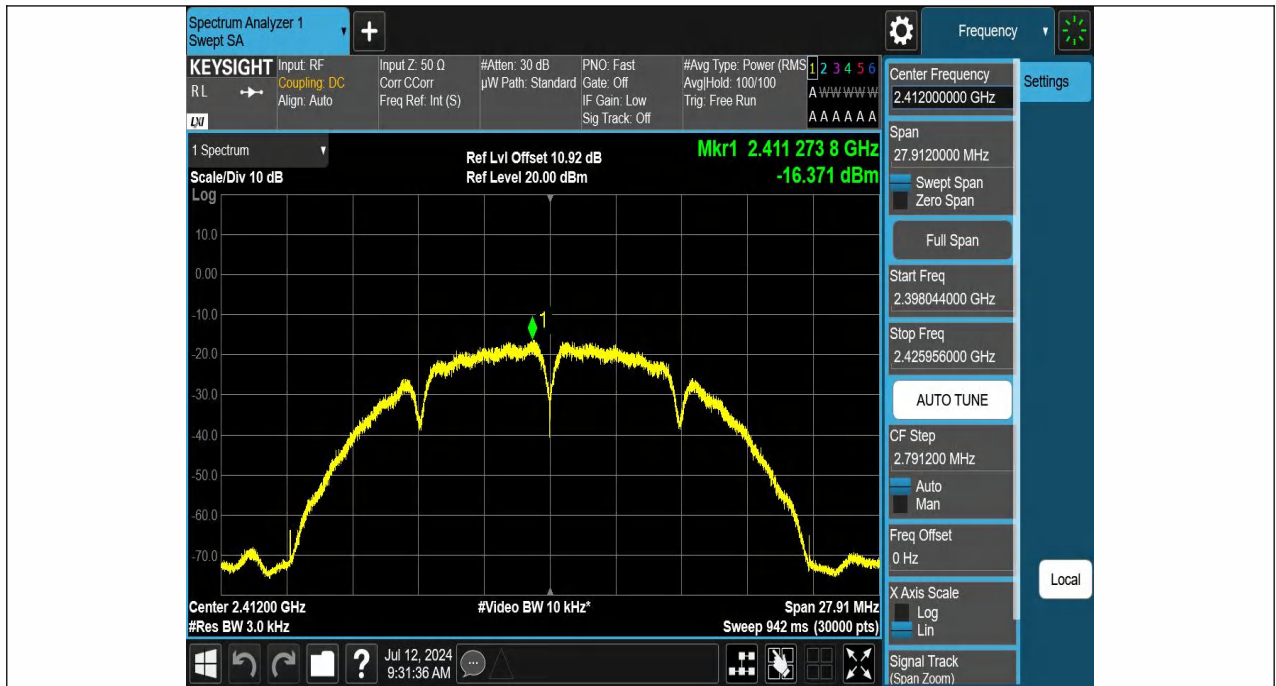 Spectrum Analyzer 1
Swept SA
+
Frequency
KEYSIGHT
RL
LXI
Input: RF
Coupling: DC
Align: Auto
Input Z: 50 Ω
Corr CCorr
Freq Ref: Int (S)
#Atten: 30 dB
µW Path: Standard
PNO: Fast
Gate: Off
IF Gain: Low
Sig Track: Off
#Avg Type: Power (RMS
Avg|Hold: 100/100
Trig: Free Run
1 2 3 4 5 6
A W W W W W
A A A A A A
1 Spectrum
Scale/Div 10 dB
Ref Lvl Offset 10.92 dB
Ref Level 20.00 dBm
Mkr1 2.411 273 8 GHz
-16.371 dBm
Log
10.0
0.00
-10.0
-20.0
-30.0
-40.0
-50.0
-60.0
-70.0
1
Center 2.41200 GHz
#Res BW 3.0 kHz
#Video BW 10 kHz*
Span 27.91 MHz
Sweep 942 ms (30000 pts)
?
Jul 12, 2024
9:31:36 AM
Center Frequency
2.412000000 GHz
Settings
Span
27.9120000 MHz
Swept Span
Zero Span
Full Span
Start Freq
2.398044000 GHz
Stop Freq
2.425956000 GHz
AUTO TUNE
CF Step
2.791200 MHz
Auto
Man
Freq Offset
0 Hz
X Axis Scale
Log
Lin
Local
Signal Track
(Span Zoom)